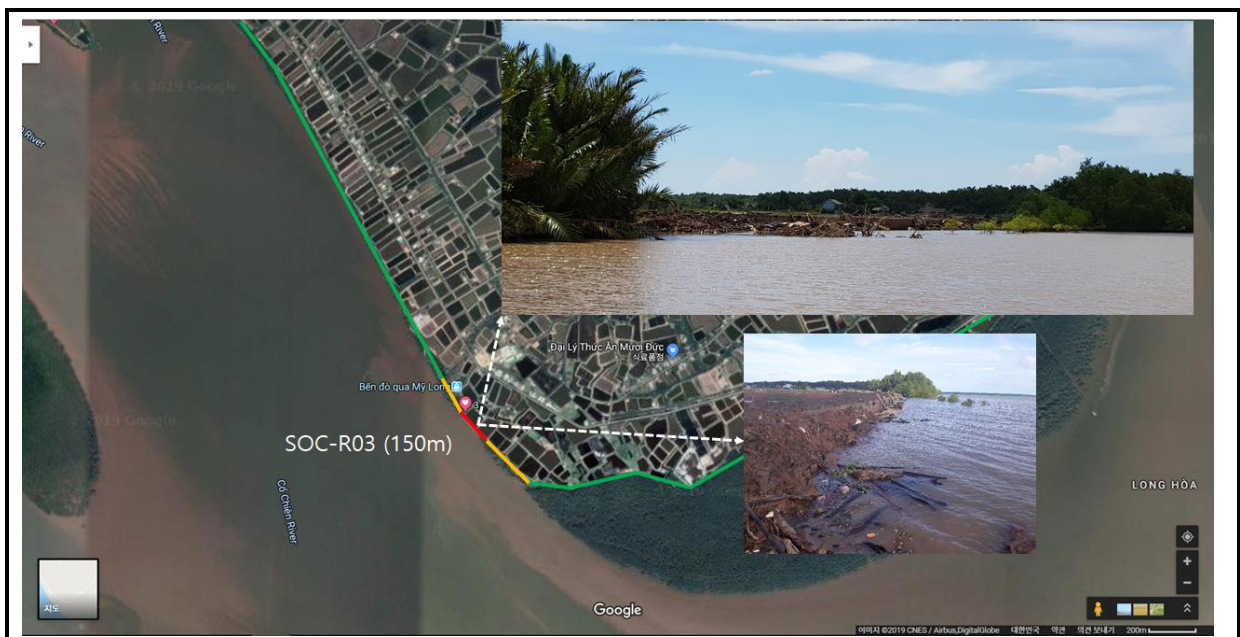 River
© 2019 Google
River
Đại Lý Thức Ăn Mười Đức
식료품점
Bến đò qua Mỹ Long
2019 Google
SOC-R03 (150m)
LONG HÒA
Cổ Chiên River
지도
Google
이미지 ©2019 CNES / Airbus,DigitalGlobe 대한민국 약관 의견 보내기 200m